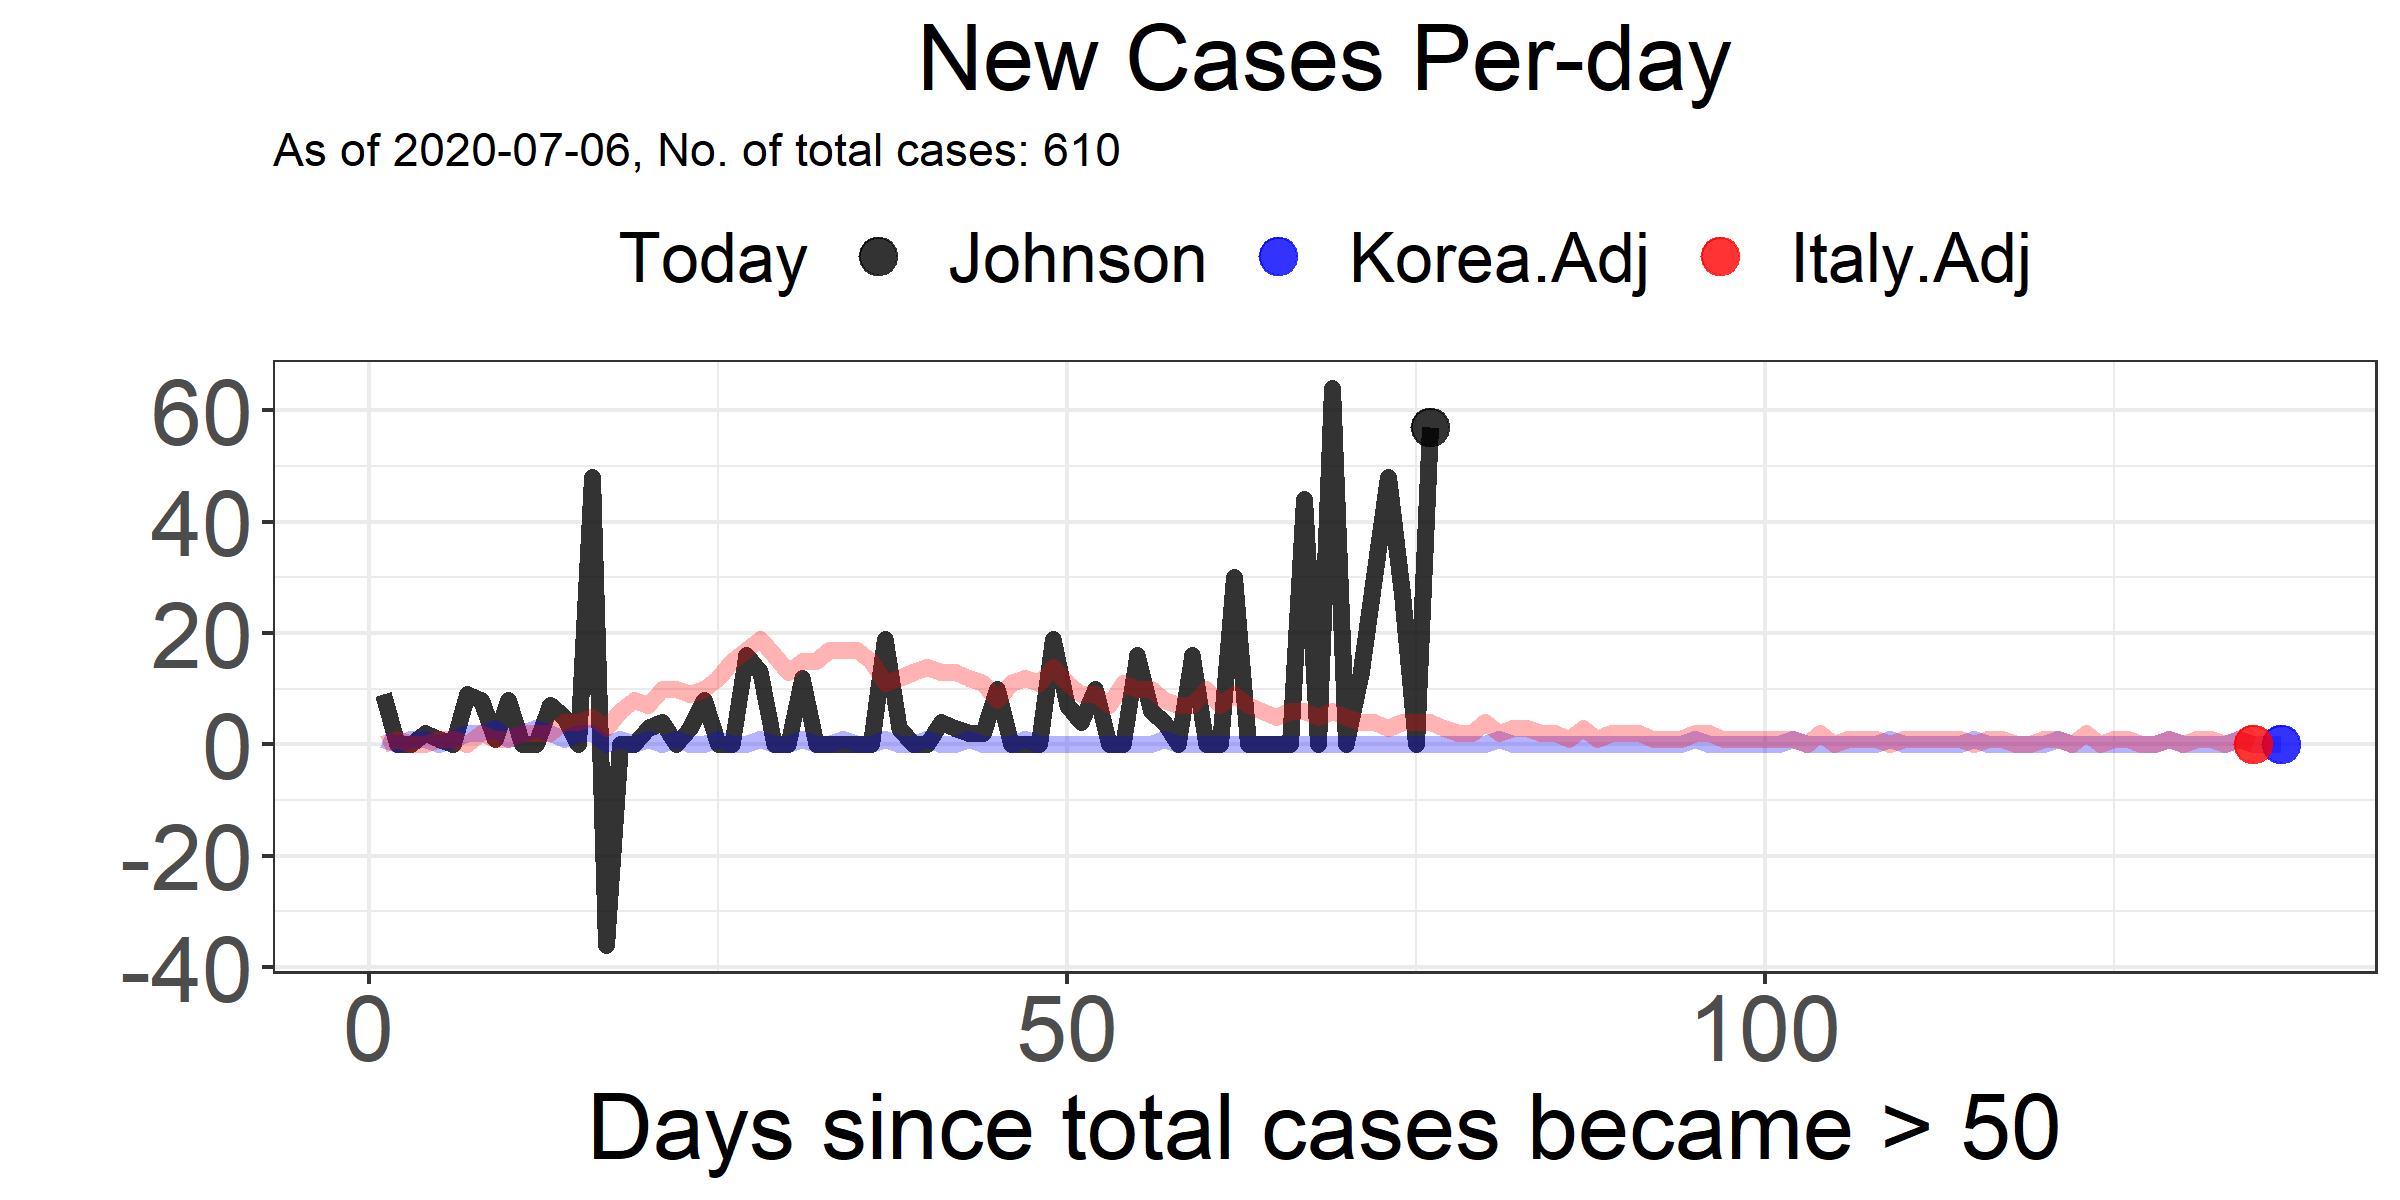 New Cases Per-day
As of 2020-07-06, No. of total cases: 610
Today Johnson Korea.Adj Italy.Adj
60
40
20
0
-20
-40
0 50 100
Days since total cases became > 50